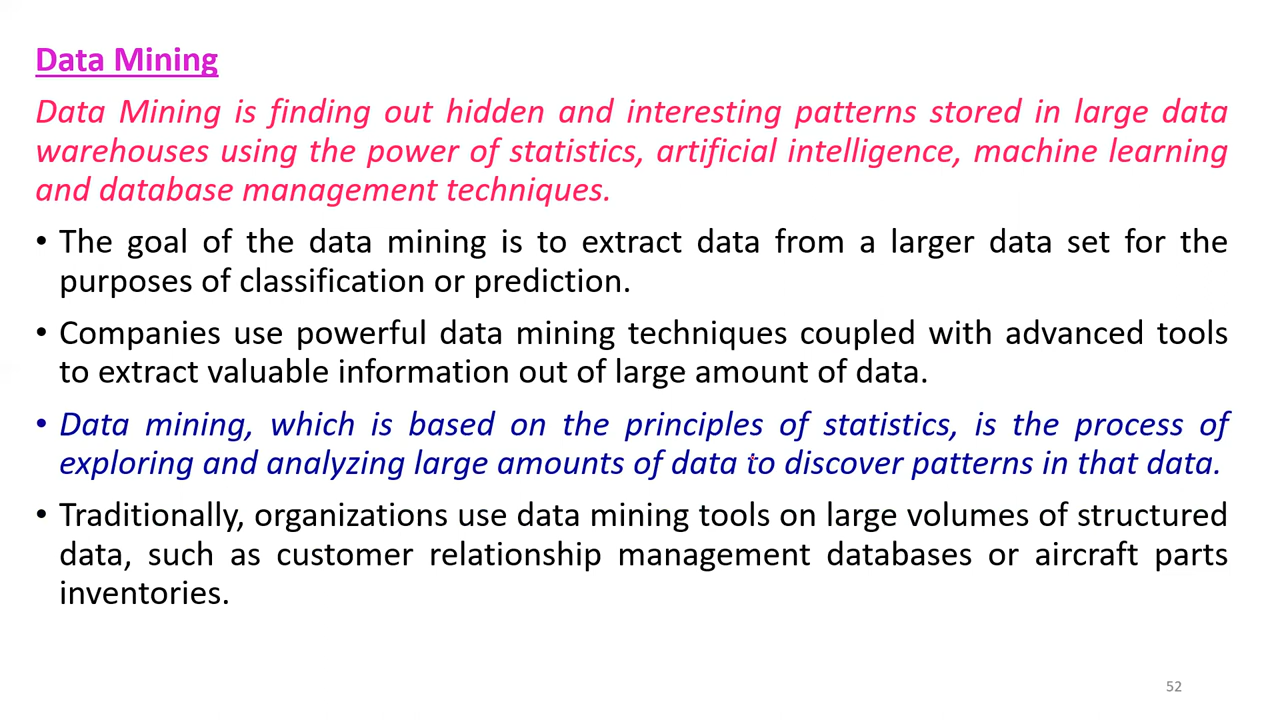 Data Mining
Data Mining is finding out hidden and interesting patterns stored in large data
warehouses using the power of statistics, artificial intelligence, machine learning
and database management techniques.
• The goal of the data mining is to extract data from a larger data set for the
purposes of classification or prediction.
• Companies use powerful data mining techniques coupled with advanced tools
to extract valuable information out of large amount of data.
• Data mining, which is based on the principles of statistics, is the process of
exploring and analyzing large amounts of data to discover patterns in that data.
• Traditionally, organizations use data mining tools on large volumes of structured
data, such as customer relationship management databases or aircraft parts
inventories.
52